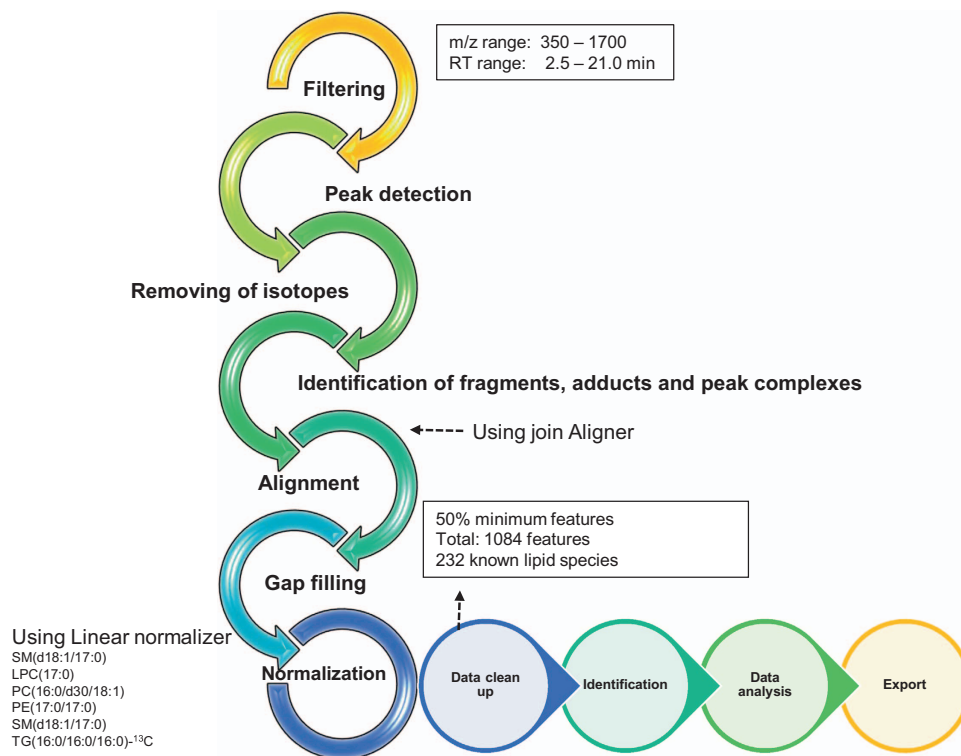 m/z range: 350 – 1700
RT range: 2.5 – 21.0 min
Filtering
Peak detection
Removing of isotopes
Identification of fragments, adducts and peak complexes
Using join Aligner
Alignment
50% minimum features
Total: 1084 features
232 known lipid species
Gap filling
Using Linear normalizer
SM(d18:1/17:0)
LPC(17:0)
PC(16:0/d30/18:1)
PE(17:0/17:0)
SM(d18:1/17:0)
TG(16:0/16:0/16:0)-¹³C
Normalization
Data clean
up
Identification
Data
analysis
Export